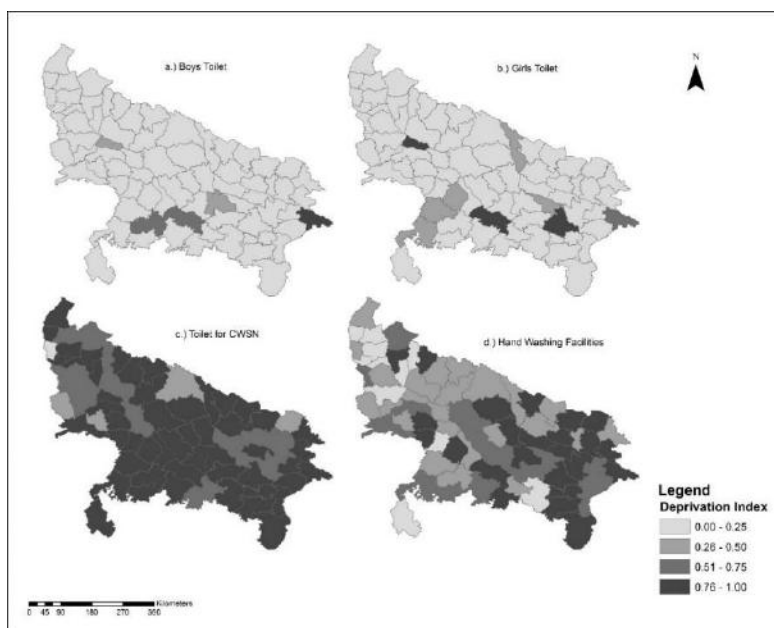 a.) Boys Toilet
b.) Girls Toilet
N
c.) Toilet for CWSN
d.) Hand Washing Facilities
Legend
Deprivation Index
0.00 - 0.25
0.26 - 0.50
0.51 - 0.75
0.76 - 1.00
Kilometers
0 45 90 180 270 360